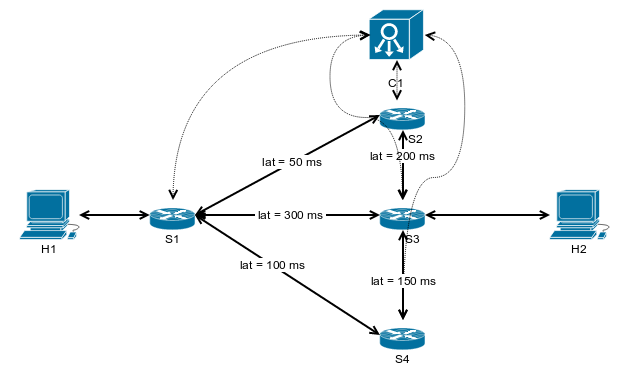 C1
S2
lat = 50 ms
lat = 200 ms
lat = 300 ms
H1
S1
S3
H2
lat = 100 ms
lat = 150 ms
S4